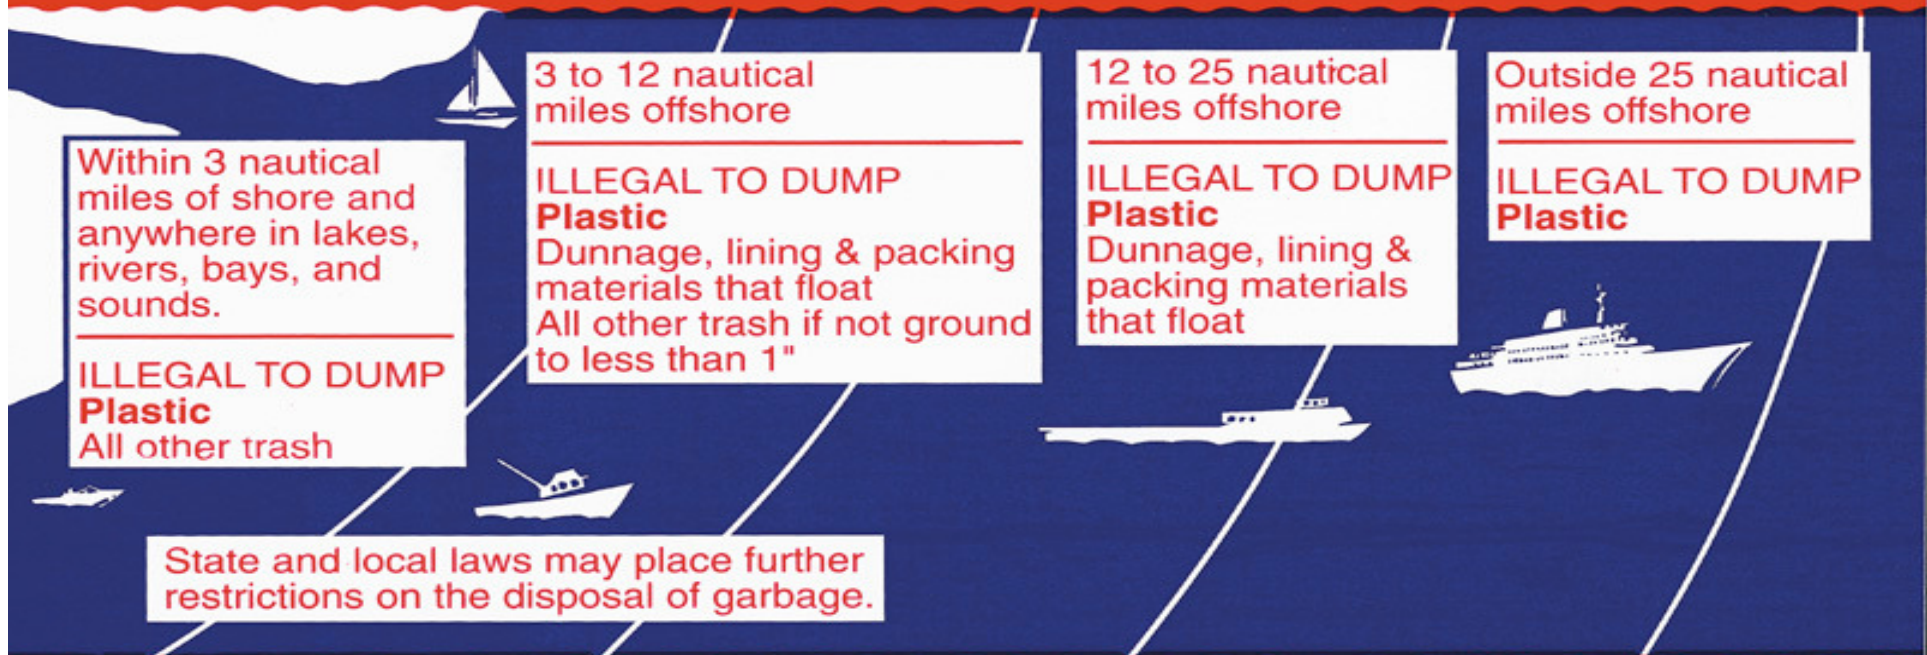 Within 3 nautical
miles of shore and
anywhere in lakes,
rivers, bays, and
sounds.
ILLEGAL TO DUMP
Plastic
All other trash
3 to 12 nautical
miles offshore
ILLEGAL TO DUMP
Plastic
Dunnage, lining & packing
materials that float
All other trash if not ground
to less than 1"
12 to 25 nautical
miles offshore
ILLEGAL TO DUMP
Plastic
Dunnage, lining &
packing materials
that float
Outside 25 nautical
miles offshore
ILLEGAL TO DUMP
Plastic
State and local laws may place further
restrictions on the disposal of garbage.